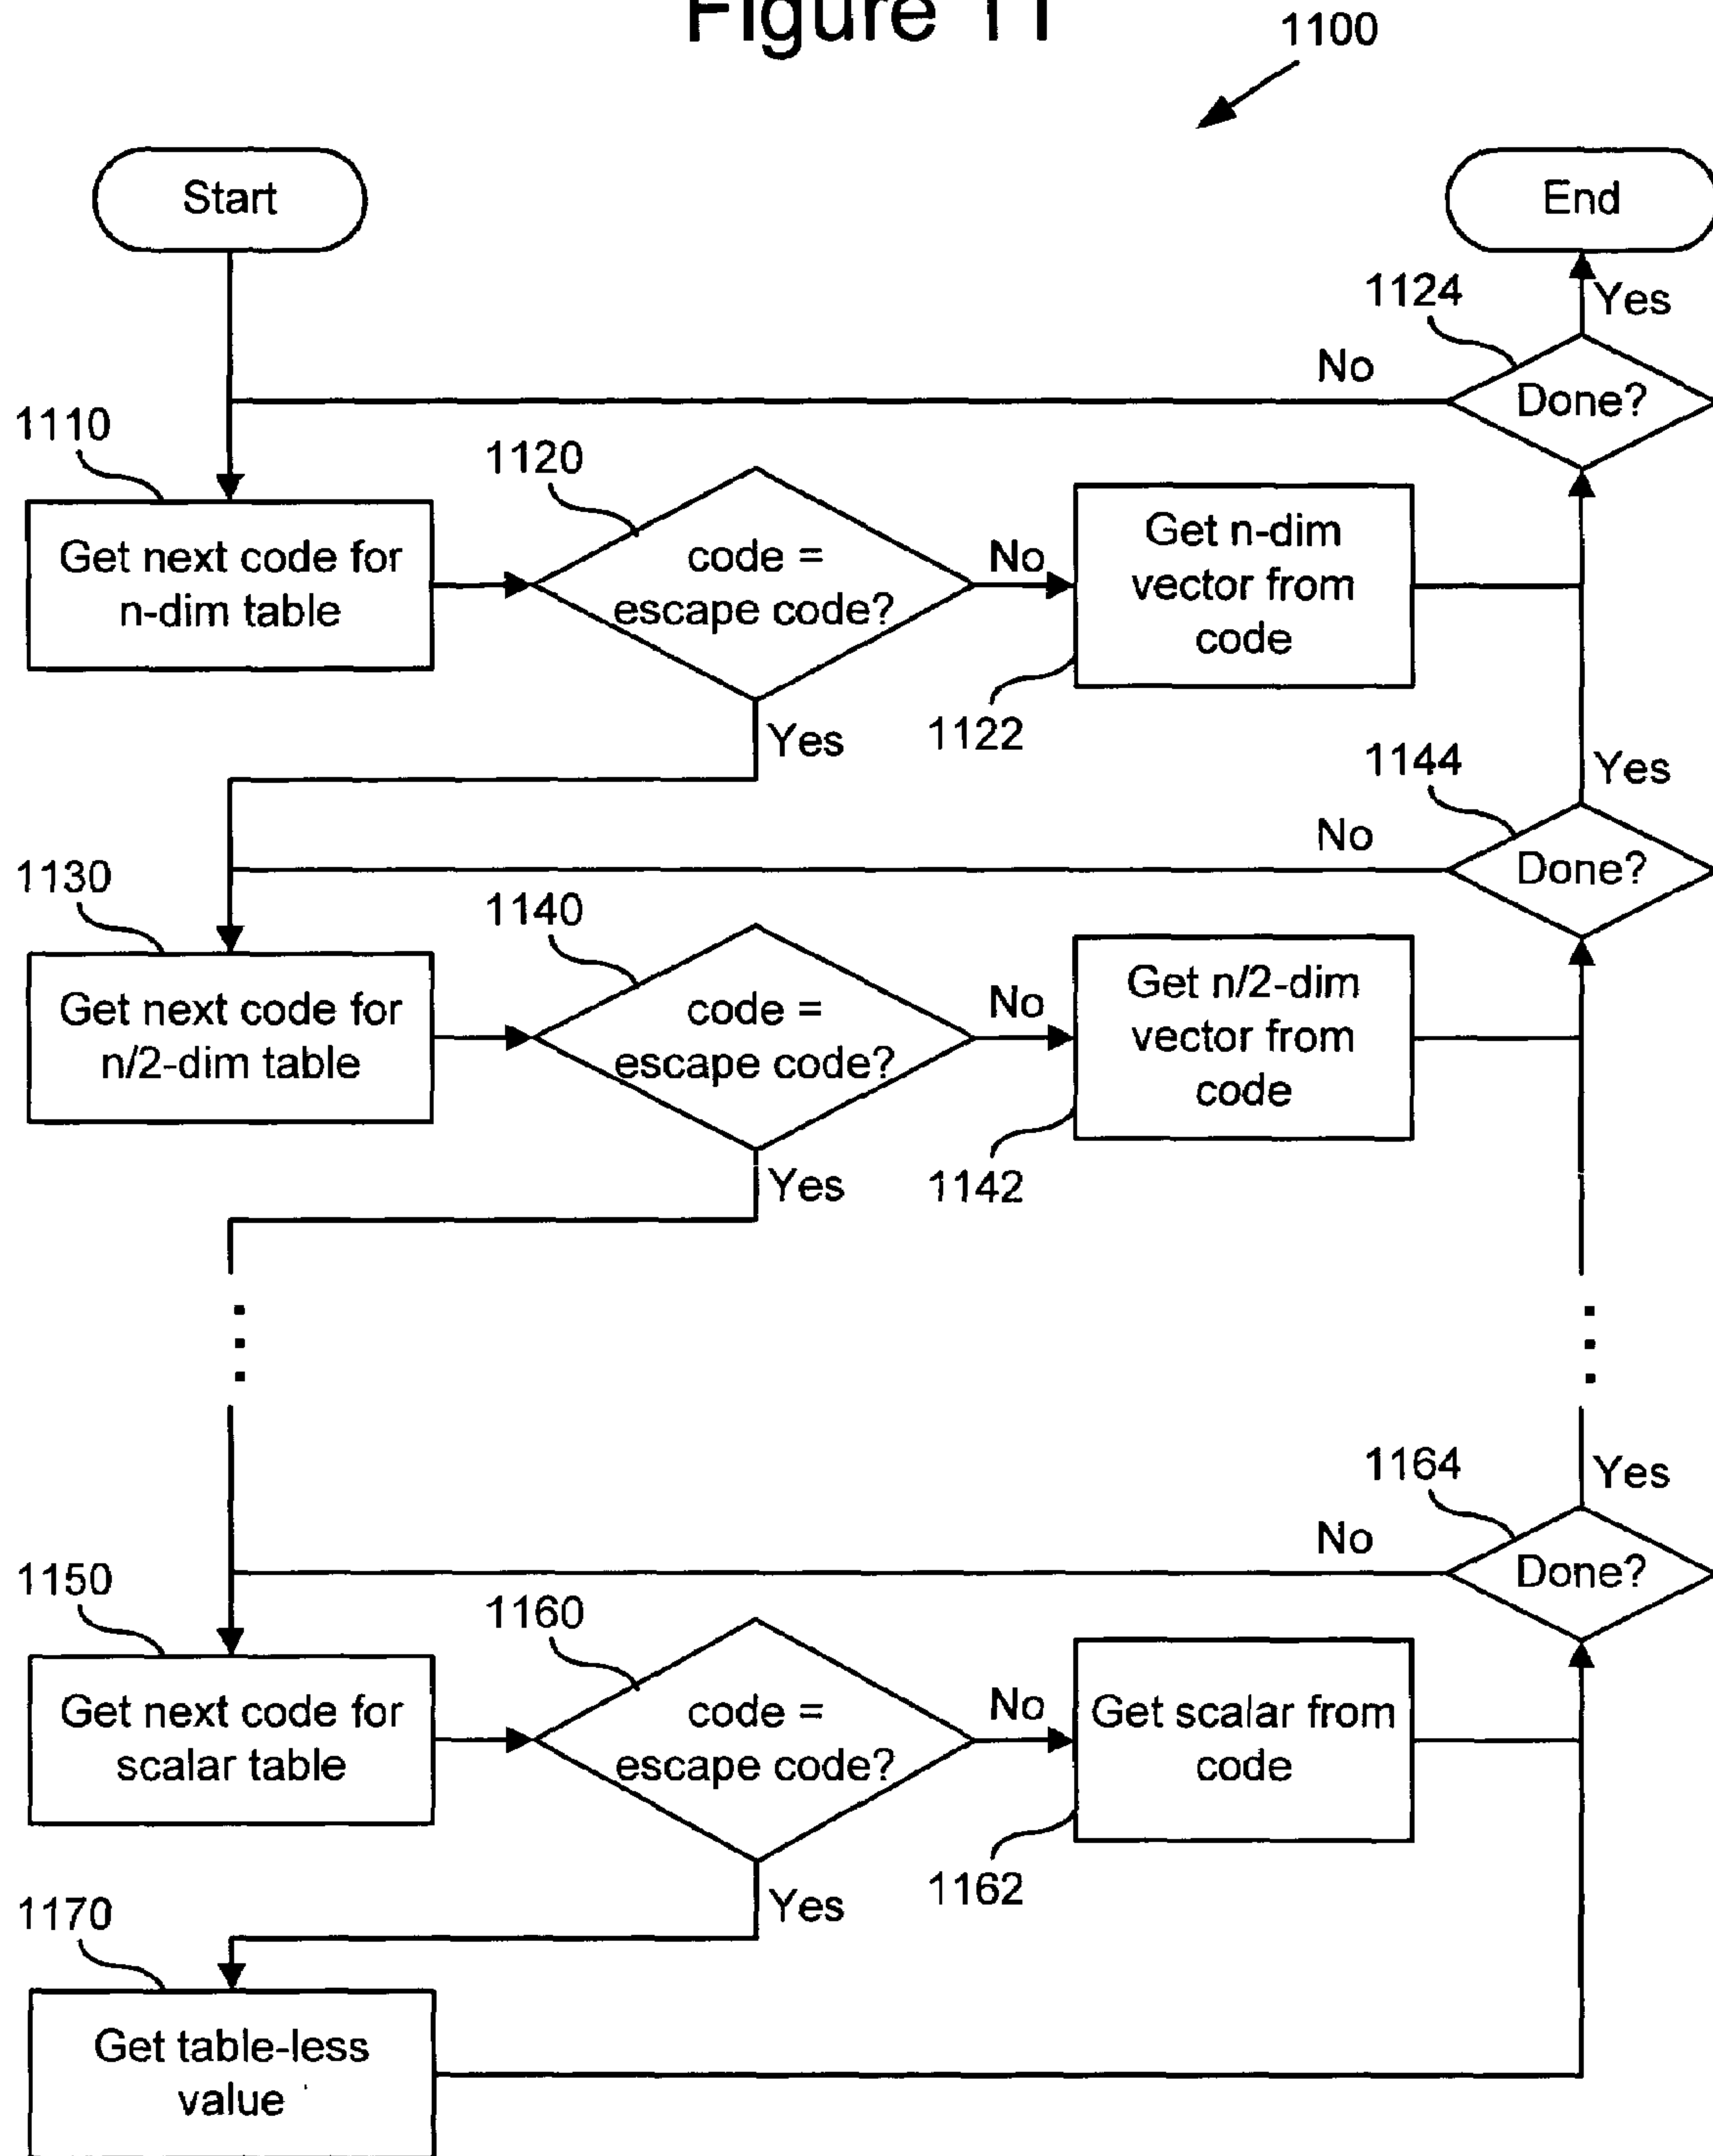 Figure 11
1100
Start
End
1124
Yes
No
Done?
1110
1120
Get next code for
n-dim table
code =
escape code?
No
Get n-dim
vector from
code
1122
Yes
1144
Yes
No
Done?
1130
1140
Get next code for
n/2-dim table
code =
escape code?
No
Get n/2-dim
vector from
code
1142
Yes
1164
Yes
No
Done?
1150
1160
Get next code for
scalar table
code =
escape code?
No
Get scalar from
code
1162
Yes
1170
Get table-less
value